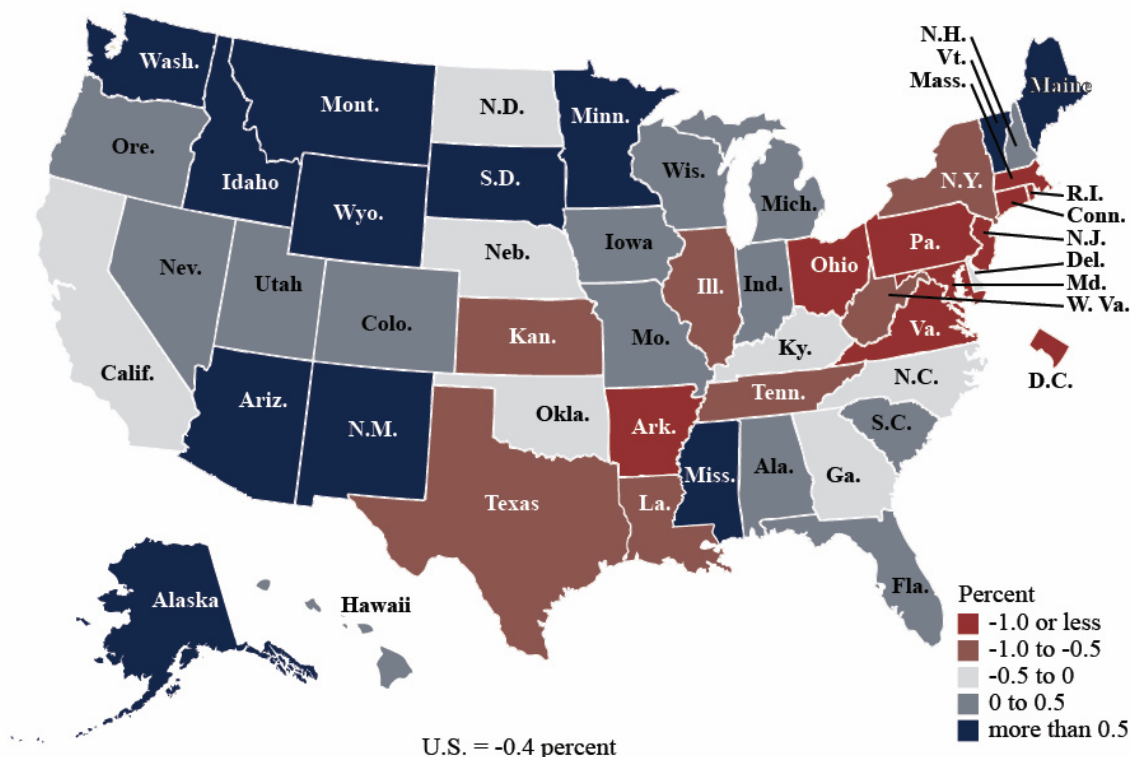 N.H.
Vt.
Mass.
Wash.
Mont.
N.D.
Minn.
Maine
Ore.
Idaho
S.D.
Wis.
N.Y.
R.I.
Wyo.
Mich.
Conn.
N.J.
Iowa
Pa.
Neb.
Ohio
Del.
Nev.
Utah
Ill.
Ind.
Md.
W. Va.
Colo.
Kan.
Mo.
Va.
Calif.
Ky.
N.C.
D.C.
Ariz.
N.M.
Okla.
Ark.
Tenn.
S.C.
Texas
La.
Miss.
Ala.
Ga.
Fla.
Alaska
Hawaii
Percent
-1.0 or less
-1.0 to -0.5
-0.5 to 0
0 to 0.5
more than 0.5
U.S. = -0.4 percent